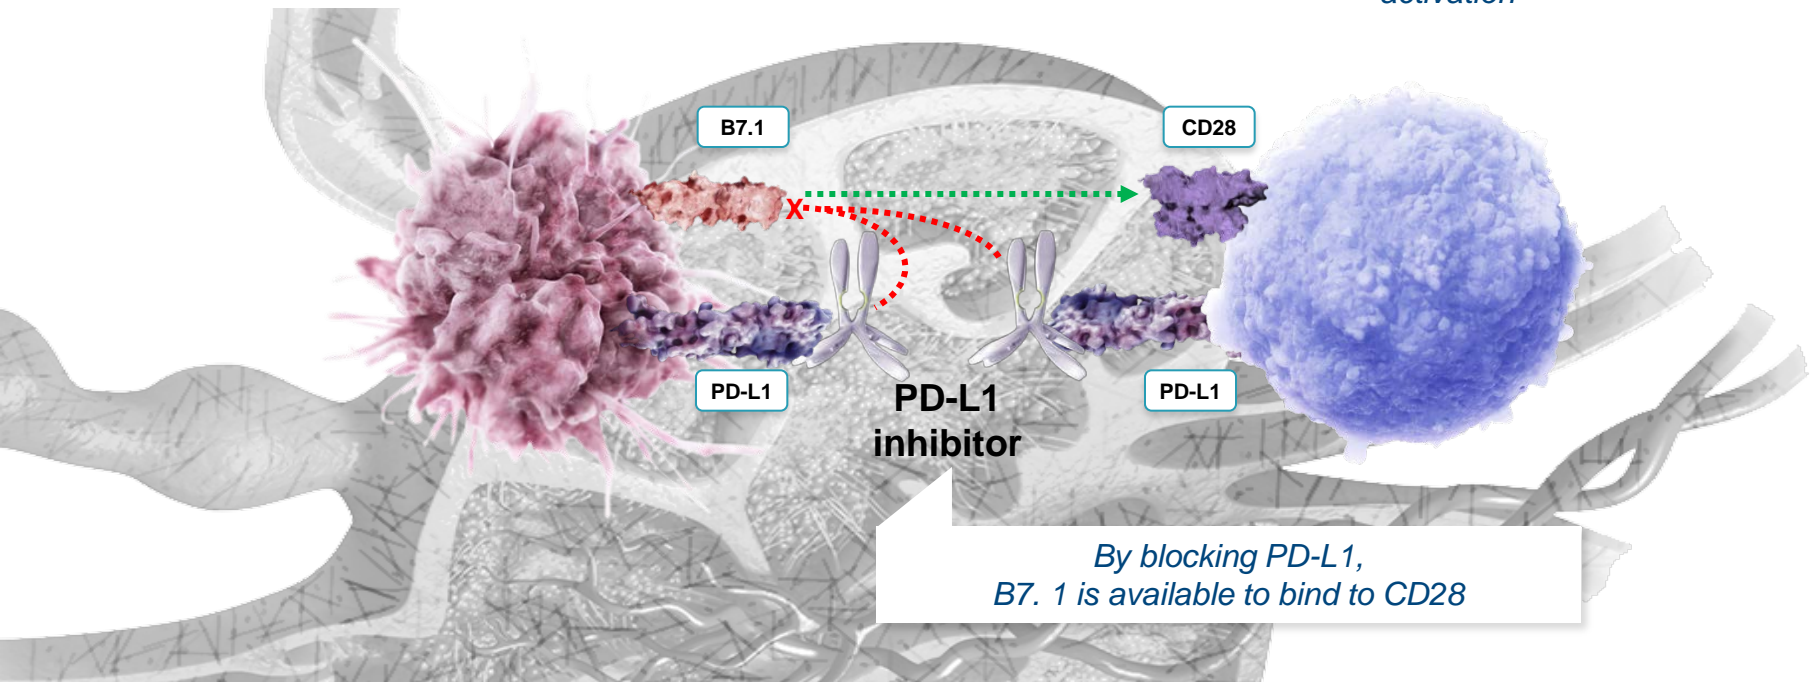 activation
B7.1
CD28
X
PD-L1
PD-L1
PD-L1
inhibitor
By blocking PD-L1,
B7. 1 is available to bind to CD28